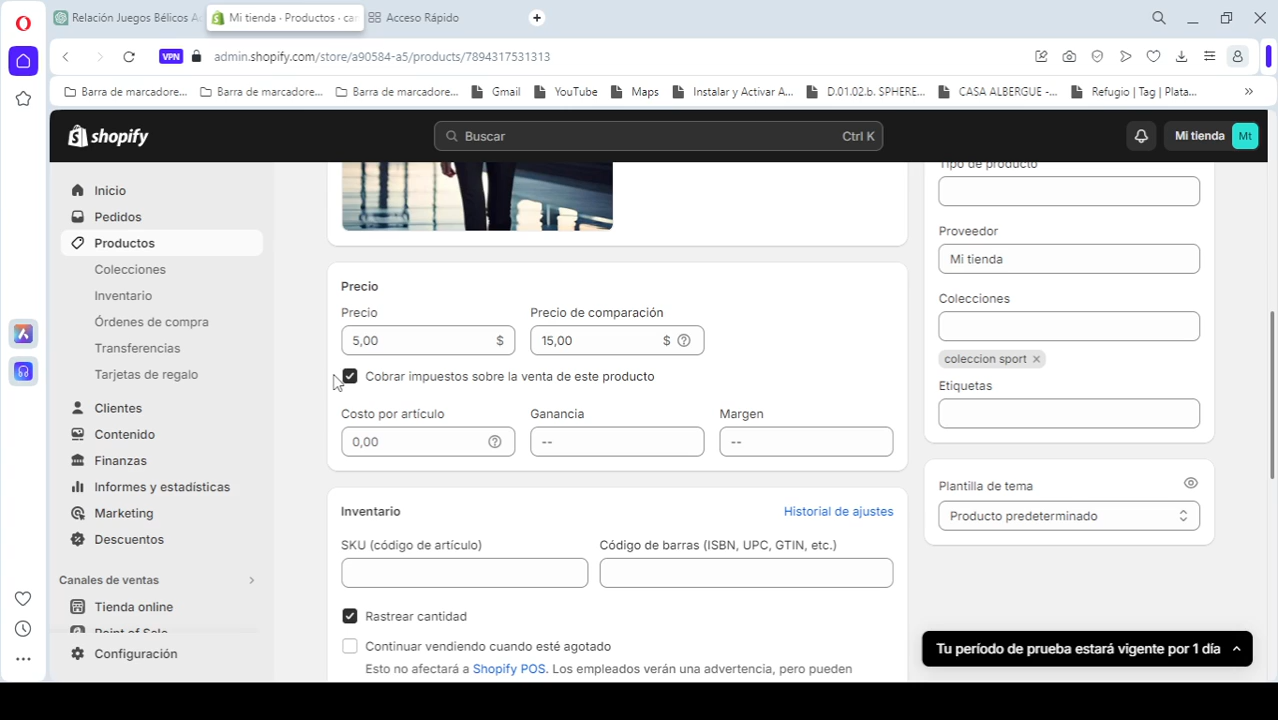 Relación Juegos Bélicos A
Mi tienda · Productos · car
Acceso Rápido
VPN
admin.shopify.com/store/a90584-a5/products/7894317531313
Barra de marcadore...
Barra de marcadore...
Barra de marcadore...
Gmail
YouTube
Maps
Instalar y Activar A...
D.01.02.b. SPHERE...
CASA ALBERGUE -...
Refugio | Tag | Plata...
»
shopify
Buscar
Ctrl K
Mi tienda
Mt
Inicio
Pedidos
Productos
Colecciones
Inventario
Órdenes de compra
Transferencias
Tarjetas de regalo
Clientes
Contenido
Finanzas
Informes y estadísticas
Marketing
Descuentos
Canales de ventas
Tienda online
Point of Sale
Configuración
Precio
Precio
Precio de comparación
5,00 $
15,00 $
Cobrar impuestos sobre la venta de este producto
Costo por artículo
Ganancia
Margen
0,00
--
--
Inventario
Historial de ajustes
SKU (código de artículo)
Código de barras (ISBN, UPC, GTIN, etc.)
Rastrear cantidad
Continuar vendiendo cuando esté agotado
Esto no afectará a Shopify POS. Los empleados verán una advertencia, pero pueden
Tipo de producto
Proveedor
Mi tienda
Colecciones
coleccion sport
Etiquetas
Plantilla de tema
Producto predeterminado
Tu período de prueba estará vigente por 1 día